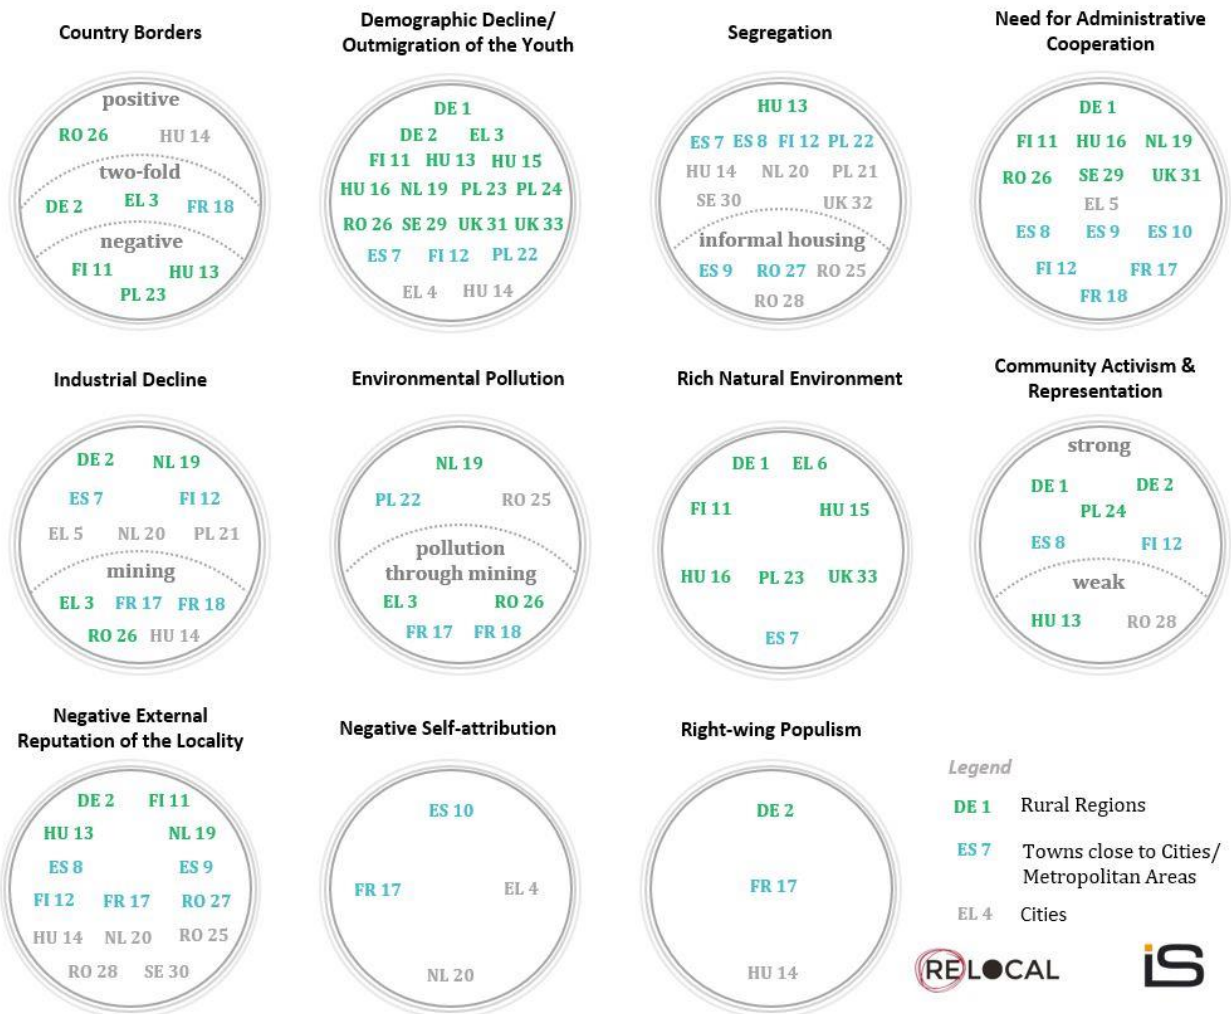 Country Borders
positive
RO 26 HU 14
two-fold
DE 2 EL 3 FR 18
negative
FI 11 HU 13
PL 23
Demographic Decline/
Outmigration of the Youth
DE 1
DE 2 EL 3
FI 11 HU 13 HU 15
HU 16 NL 19 PL 23 PL 24
RO 26 SE 29 UK 31 UK 33
ES 7 FI 12 PL 22
EL 4 HU 14
Segregation
HU 13
ES 7 ES 8 FI 12 PL 22
HU 14 NL 20 PL 21
SE 30 UK 32
informal housing
ES 9 RO 27 RO 25
RO 28
Need for Administrative
Cooperation
DE 1
FI 11 HU 16 NL 19
RO 26 SE 29 UK 31
EL 5
ES 8 ES 9 ES 10
FI 12 FR 17
FR 18
Industrial Decline
DE 2 NL 19
ES 7 FI 12
EL 5 NL 20 PL 21
mining
EL 3 FR 17 FR 18
RO 26 HU 14
Environmental Pollution
NL 19
PL 22 RO 25
pollution
through mining
EL 3 RO 26
FR 17 FR 18
Rich Natural Environment
DE 1 EL 6
FI 11 HU 15
HU 16 PL 23 UK 33
ES 7
Community Activism &
Representation
strong
DE 1 DE 2
PL 24
ES 8 FI 12
weak
HU 13 RO 28
Negative External
Reputation of the Locality
DE 2 FI 11
HU 13 NL 19
ES 8 ES 9
FI 12 FR 17 RO 27
HU 14 NL 20 RO 25
RO 28 SE 30
Negative Self-attribution
ES 10
FR 17 EL 4
NL 20
Right-wing Populism
DE 2
FR 17
HU 14
Legend
DE 1 Rural Regions
ES 7 Towns close to Cities/
Metropolitan Areas
EL 4 Cities
RELOCAL iS